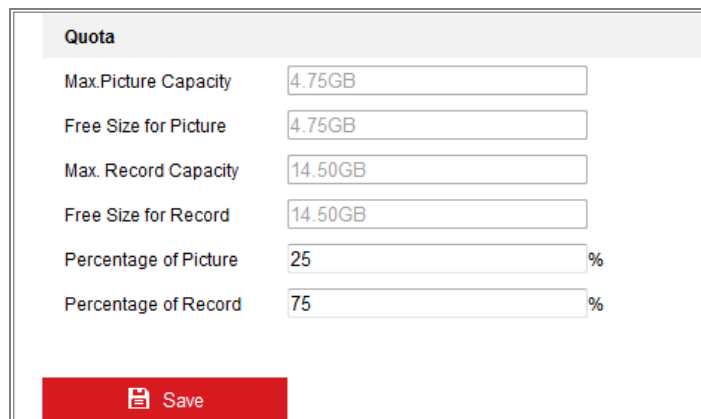 Quota
Max.Picture Capacity 4.75GB
Free Size for Picture 4.75GB
Max. Record Capacity 14.50GB
Free Size for Record 14.50GB
Percentage of Picture 25 %
Percentage of Record 75 %
Save